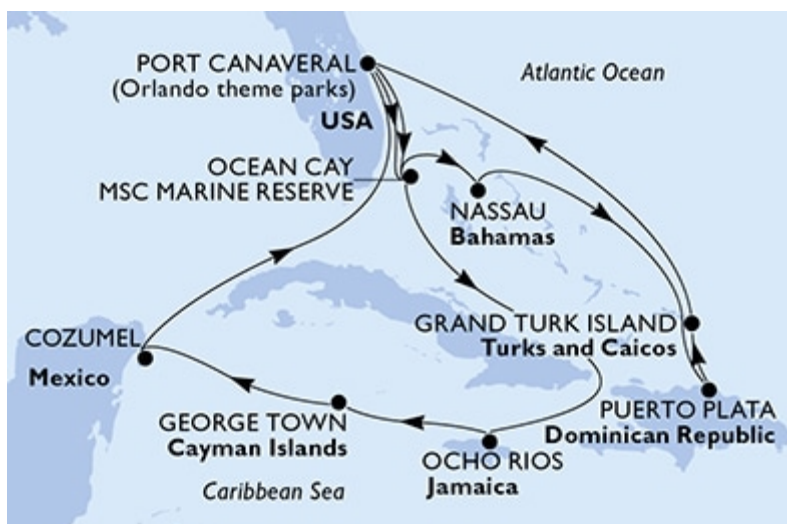 PORT CANAVERAL
(Orlando theme parks)
USA
Atlantic Ocean
OCEAN CAY
MSC MARINE RESERVE
NASSAU
Bahamas
GRAND TURK ISLAND
Turks and Caicos
COZUMEL
Mexico
PUERTO PLATA
Dominican Republic
GEORGE TOWN
Cayman Islands
OCHO RIOS
Jamaica
Caribbean Sea